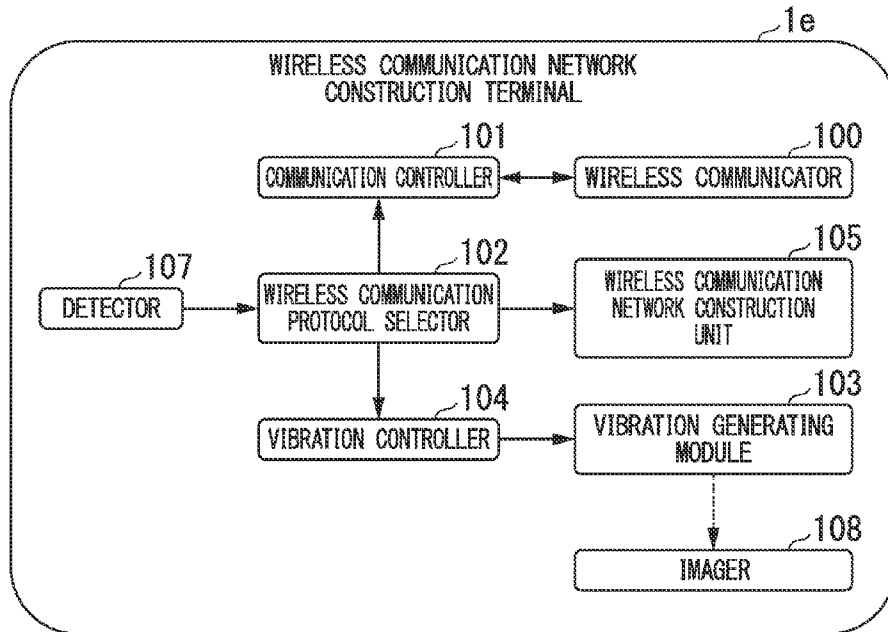 1e
WIRELESS COMMUNICATION NETWORK
CONSTRUCTION TERMINAL
101
COMMUNICATION CONTROLLER
100
WIRELESS COMMUNICATOR
107
DETECTOR
102
WIRELESS COMMUNICATION
PROTOCOL SELECTOR
105
WIRELESS COMMUNICATION
NETWORK CONSTRUCTION
UNIT
104
VIBRATION CONTROLLER
103
VIBRATION GENERATING
MODULE
108
IMAGER